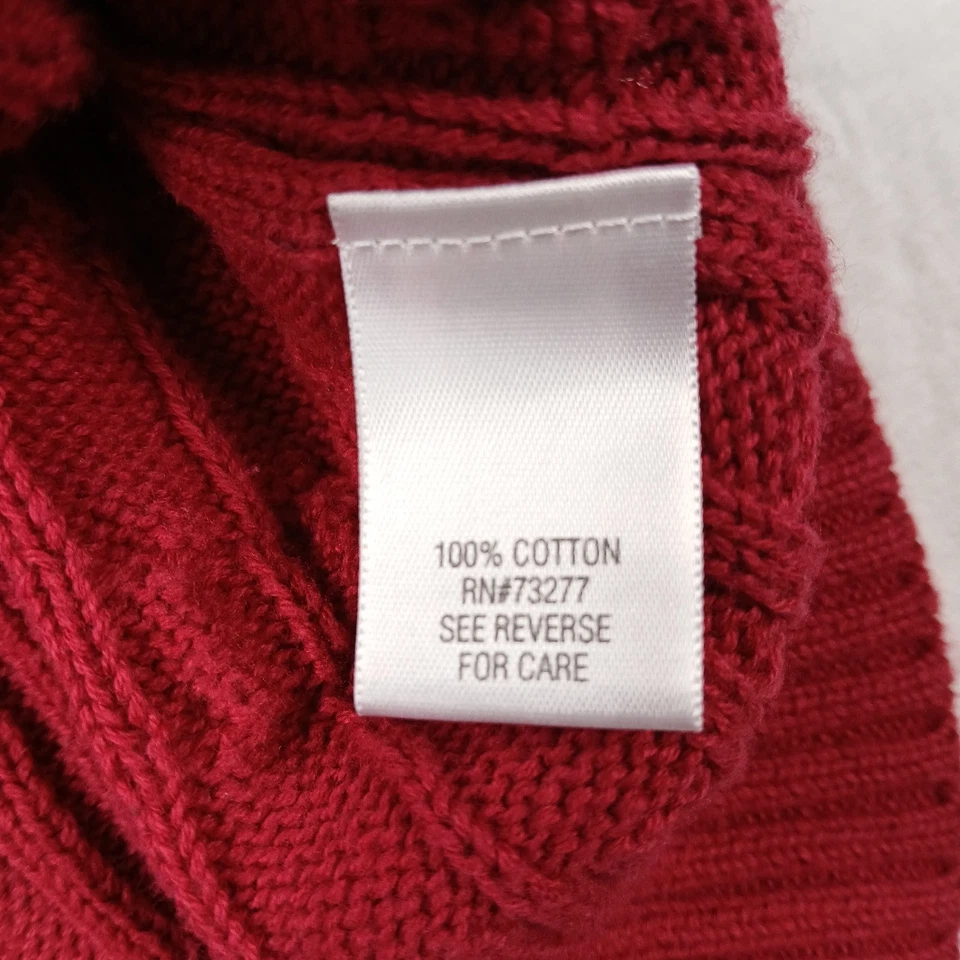 100% COTTON
RN#73277
SEE REVERSE
FOR CARE